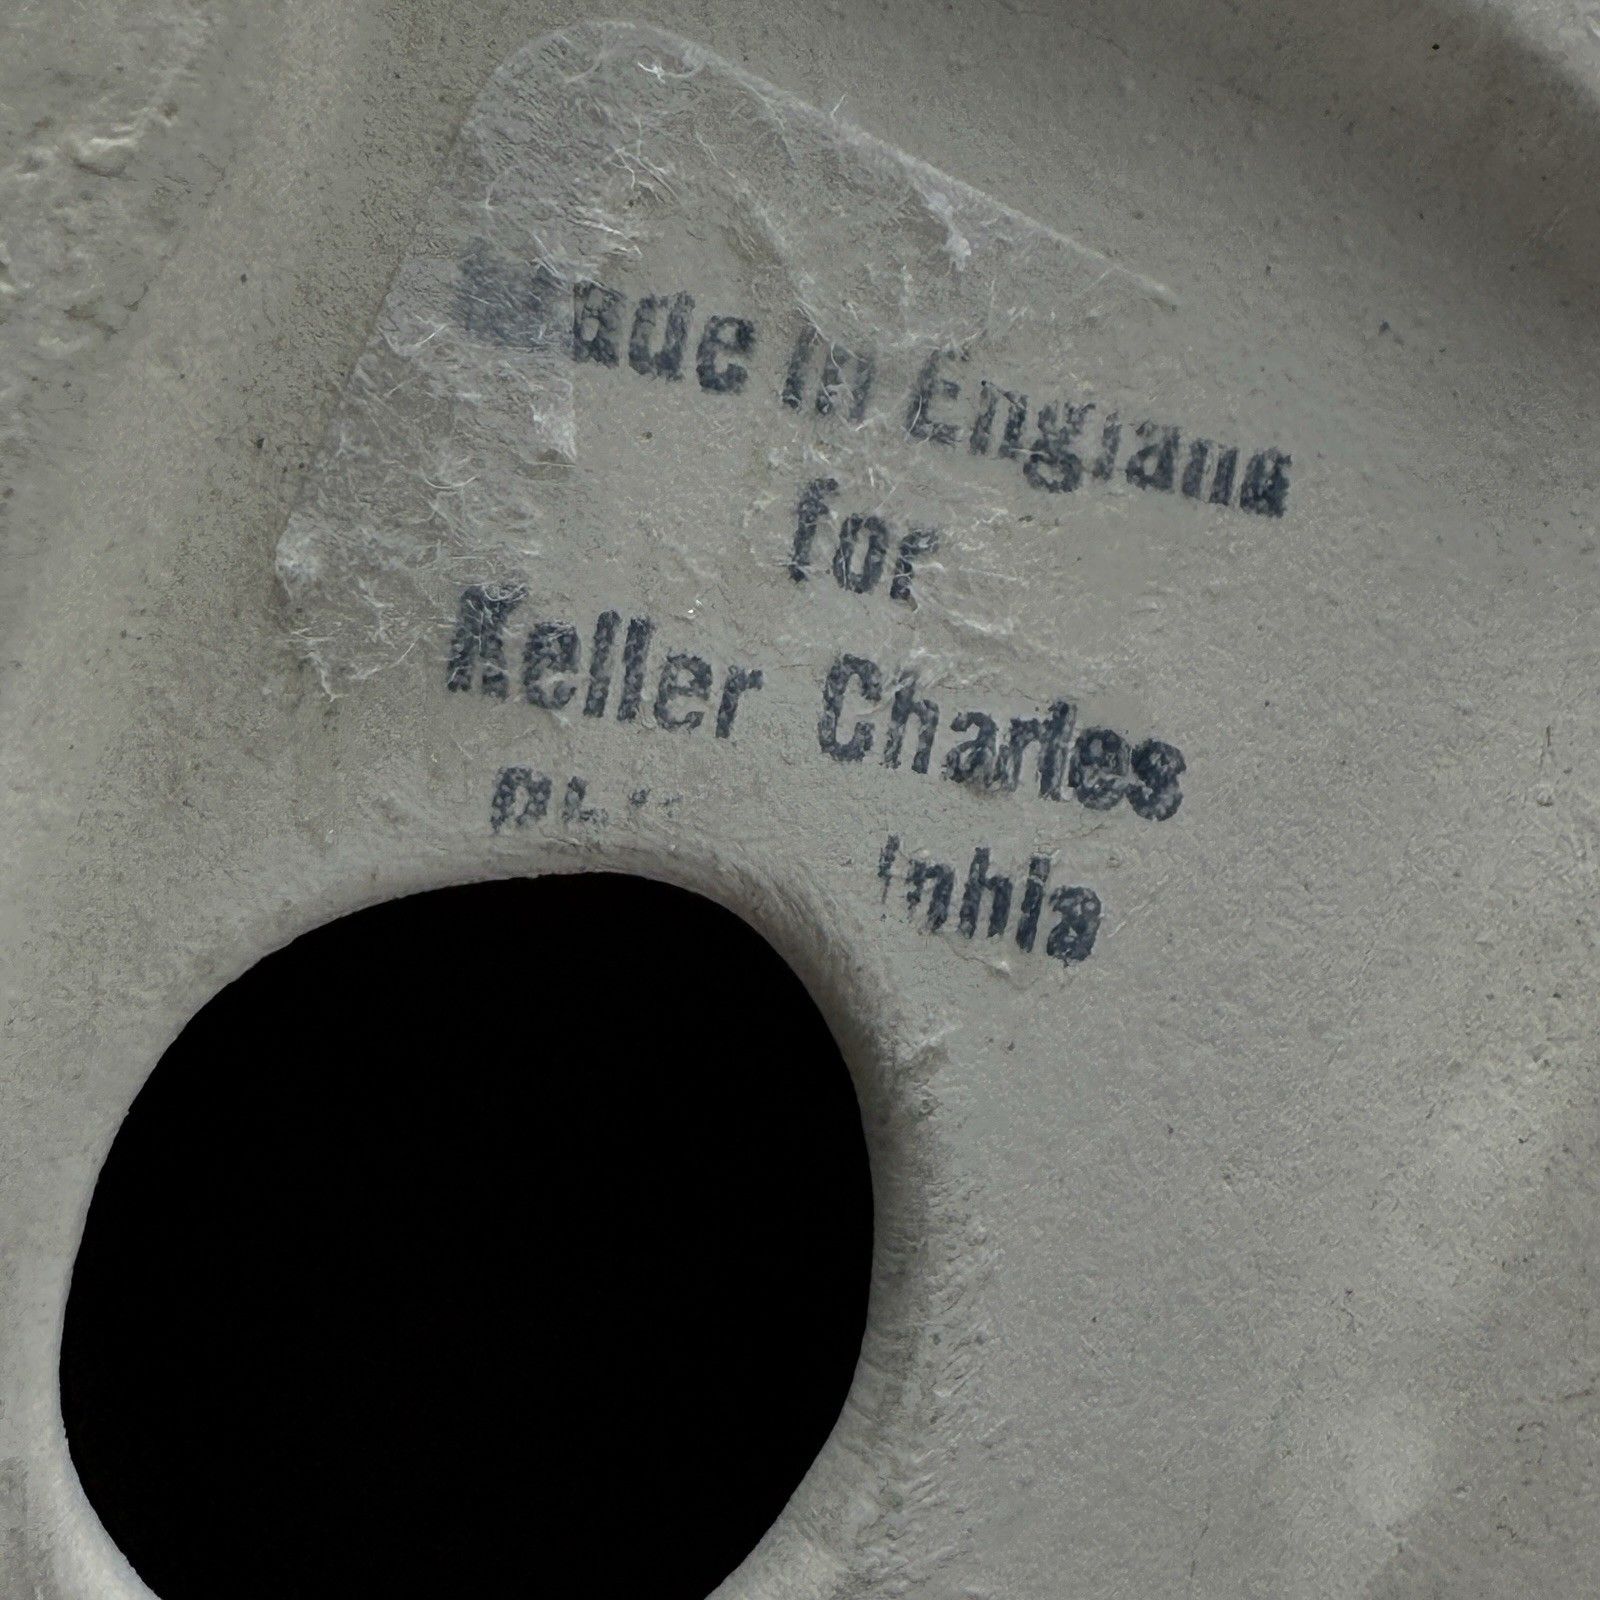 Made in England
for
Keller Charles